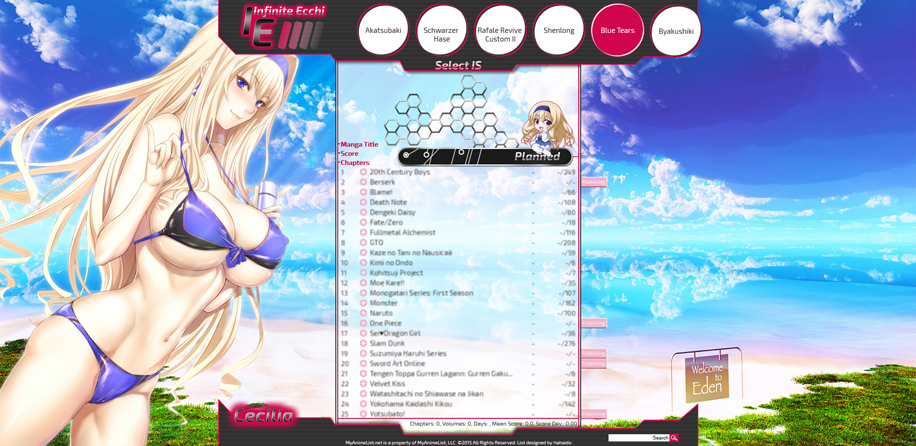 Infinite Ecchi
IE
Akatsubaki
Schwarzer
Hase
Rafale Revive
Custom II
Shenlong
Blue Tears
Byakushiki
Select IS
Manga Title
Score
Chapters
Planned
1 20th Century Boys - -/249
2 Berserk - -/-
3 Blame! - -/66
4 Death Note - -/108
5 Dengeki Daisy - -/80
6 Fate/Zero - -/18
7 Fullmetal Alchemist - -/116
8 GTO - -/208
9 Kaze no Tani no Nausicaä - -/59
10 Kimi no Ondo - -/6
11 Kohitsuji Project - -/7
12 Moe Kare!! - -/35
13 Monogatari Series: First Season - -/107
14 Monster - -/162
15 Naruto - -/700
16 One Piece - -/-
17 Sei♥Dragon Girl - -/36
18 Slam Dunk - -/276
19 Suzumiya Haruhi Series - -/-
20 Sword Art Online - -/-
21 Tengen Toppa Gurren Lagann: Gurren Gaku... - -/6
22 Velvet Kiss - -/32
23 Watashitachi no Shiawase na Jikan - -/8
24 Yokohama Kaidashi Kikou - -/142
25 Yotsuba&! - -/-
Chapters: 0, Volumes: 0, Days: , Mean Score: 0.0, Score Dev.: 0.00
Welcome
to
Eden
Cecilia
Search
MyAnimeList.net is a property of MyAnimeList, LLC. ©2015 All Rights Reserved. List designed by Hahaido.